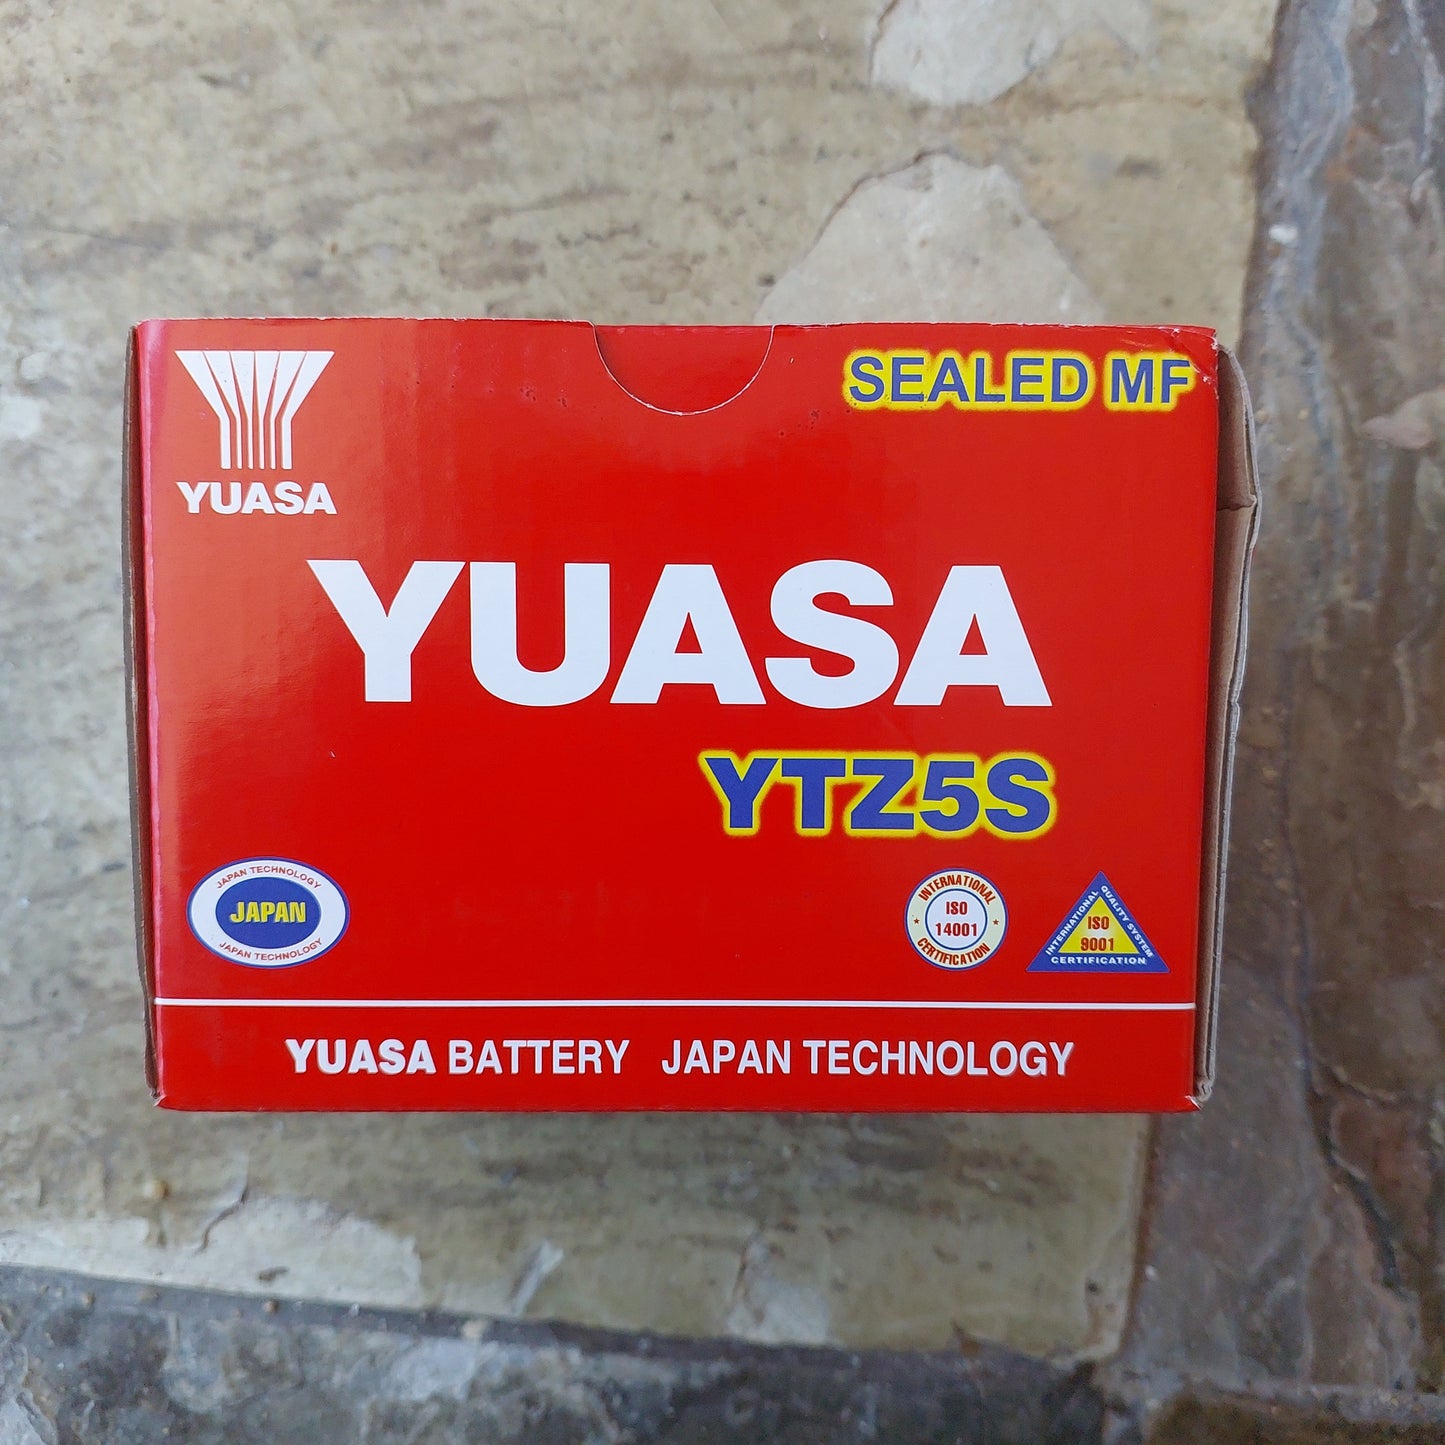 SEALED MF
YUASA
YUASA
YTZ5S
JAPAN TECHNOLOGY
JAPAN
JAPAN TECHNOLOGY
INTERNATIONAL
ISO
14001
CERTIFICATION
INTERNATIONAL QUALITY SYSTEM
ISO
9001
CERTIFICATION
YUASA BATTERY JAPAN TECHNOLOGY